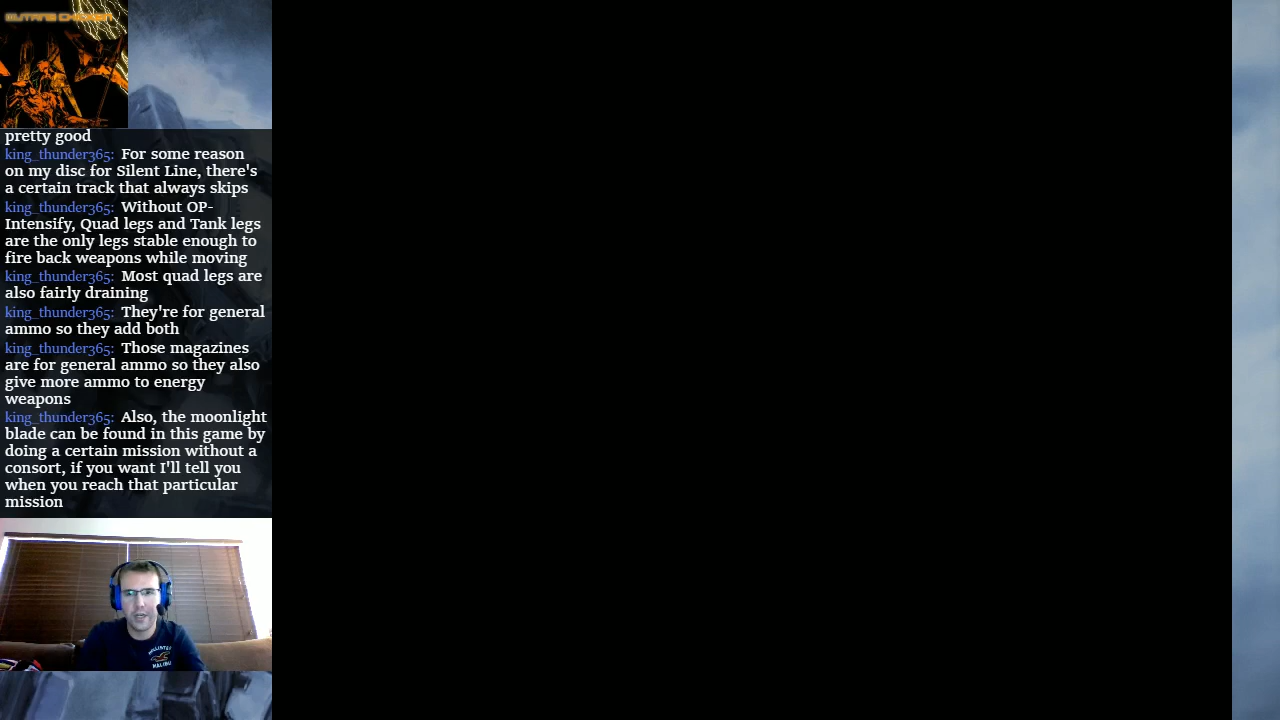 pretty good
king_thunder365: For some reason
on my disc for Silent Line, there's
a certain track that always skips
king_thunder365: Without OP-
Intensify, Quad legs and Tank legs
are the only legs stable enough to
fire back weapons while moving
king_thunder365: Most quad legs are
also fairly draining
king_thunder365: They're for general
ammo so they add both
king_thunder365: Those magazines
are for general ammo so they also
give more ammo to energy
weapons
king_thunder365: Also, the moonlight
blade can be found in this game by
doing a certain mission without a
consort, if you want I'll tell you
when you reach that particular
mission
HOLLISTER
MALIBU